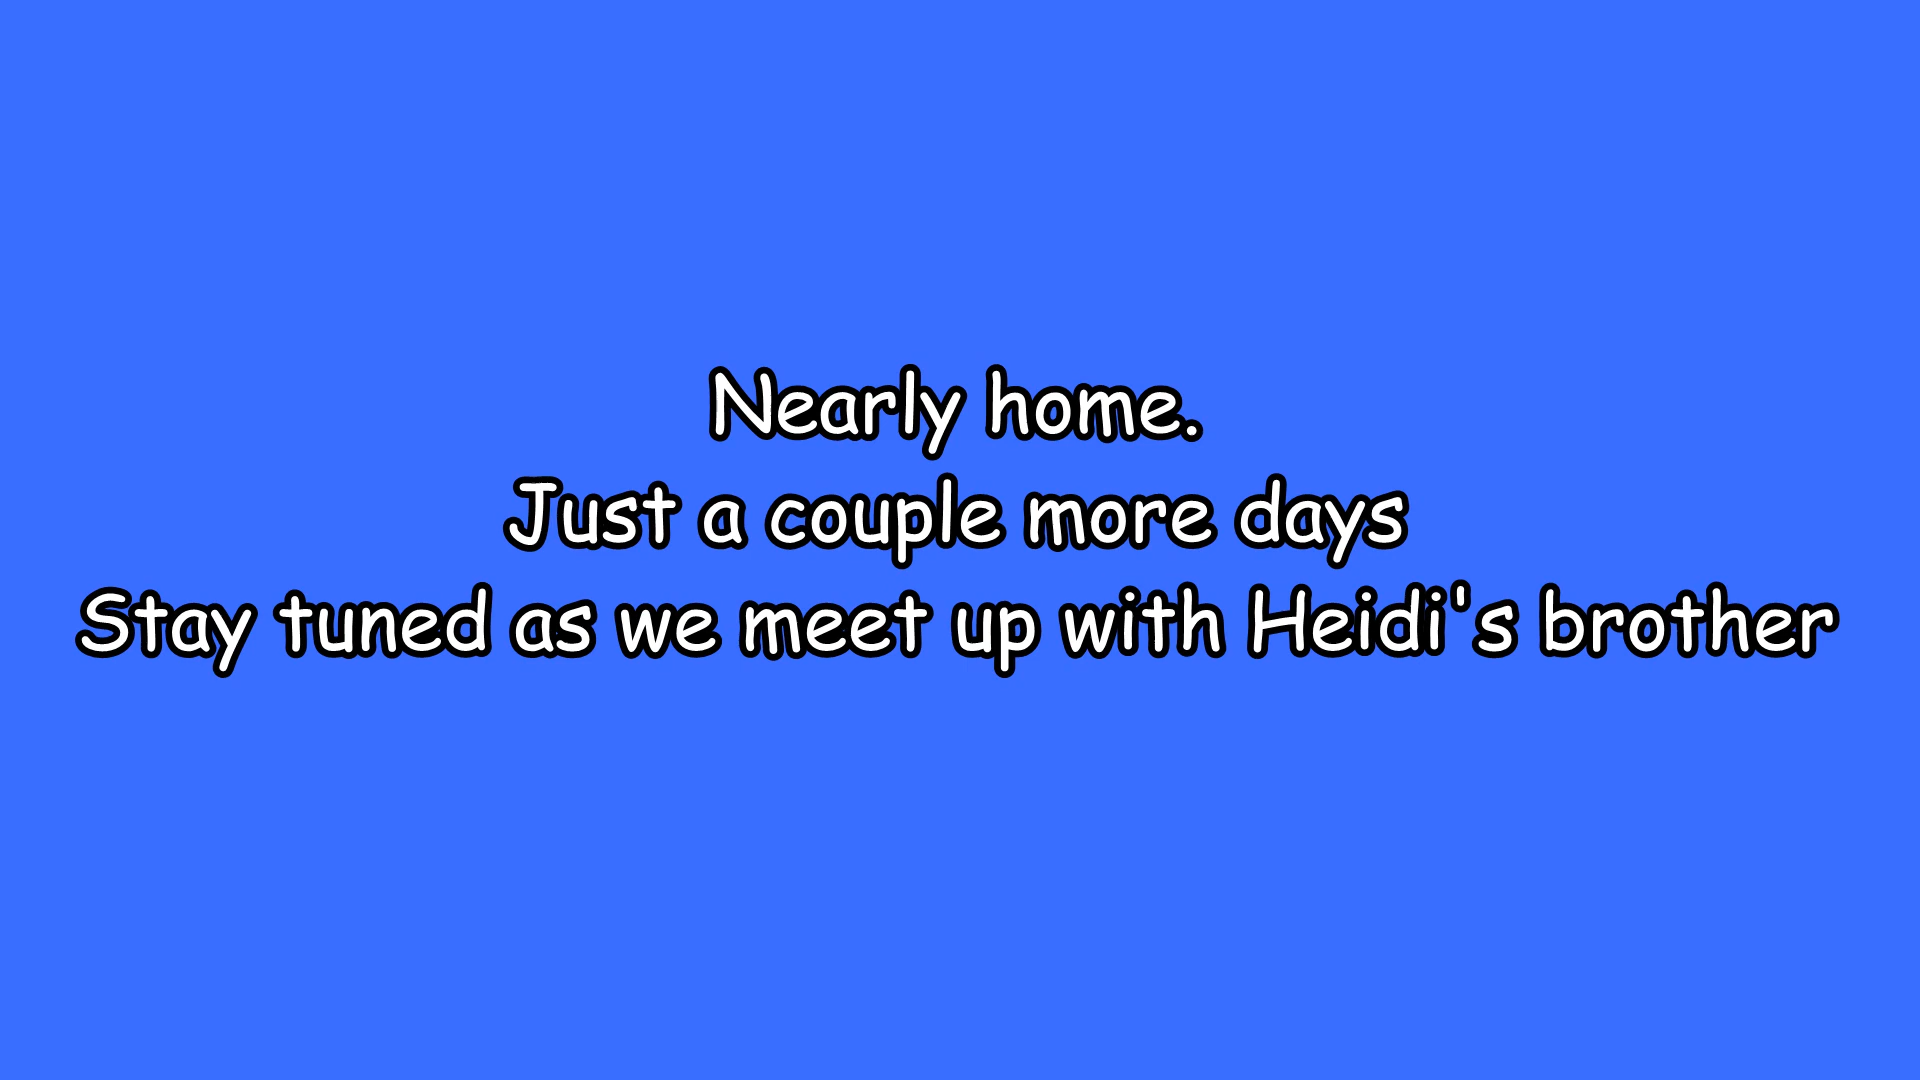 Nearly home.
Just a couple more days
Stay tuned as we meet up with Heidi's brother